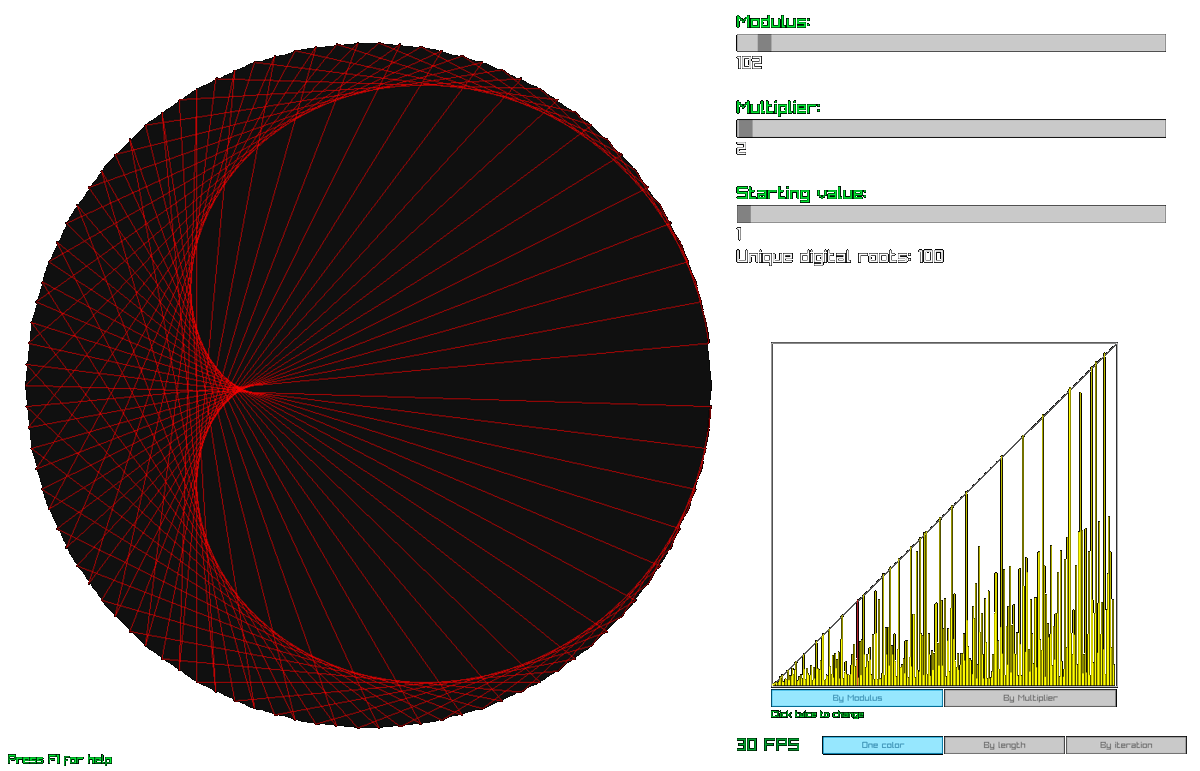 Modulus:
102
Multiplier:
2
Starting value:
1
Unique digital roots: 100
By Modulus
By Multiplier
Click twice to change
30 FPS
One color
By length
By iteration
Press F1 for help